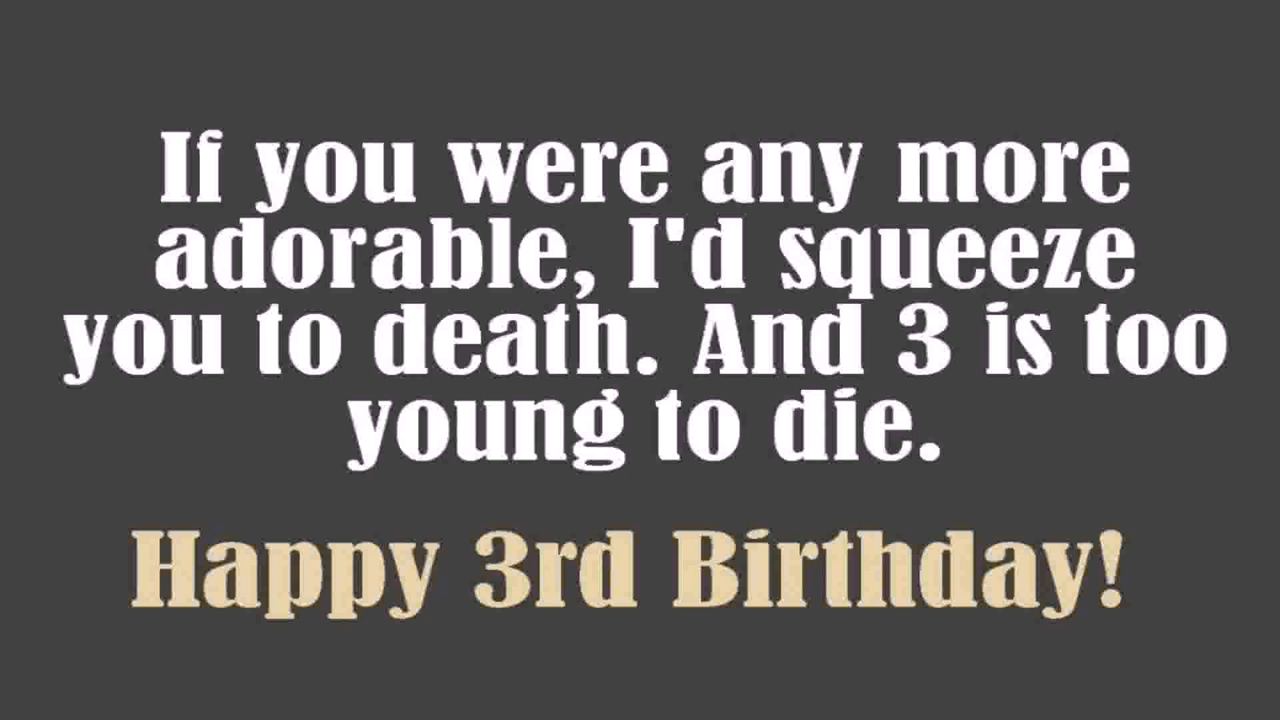 If you were any more
adorable, I'd squeeze
you to death. And 3 is too
young to die.
Happy 3rd Birthday!